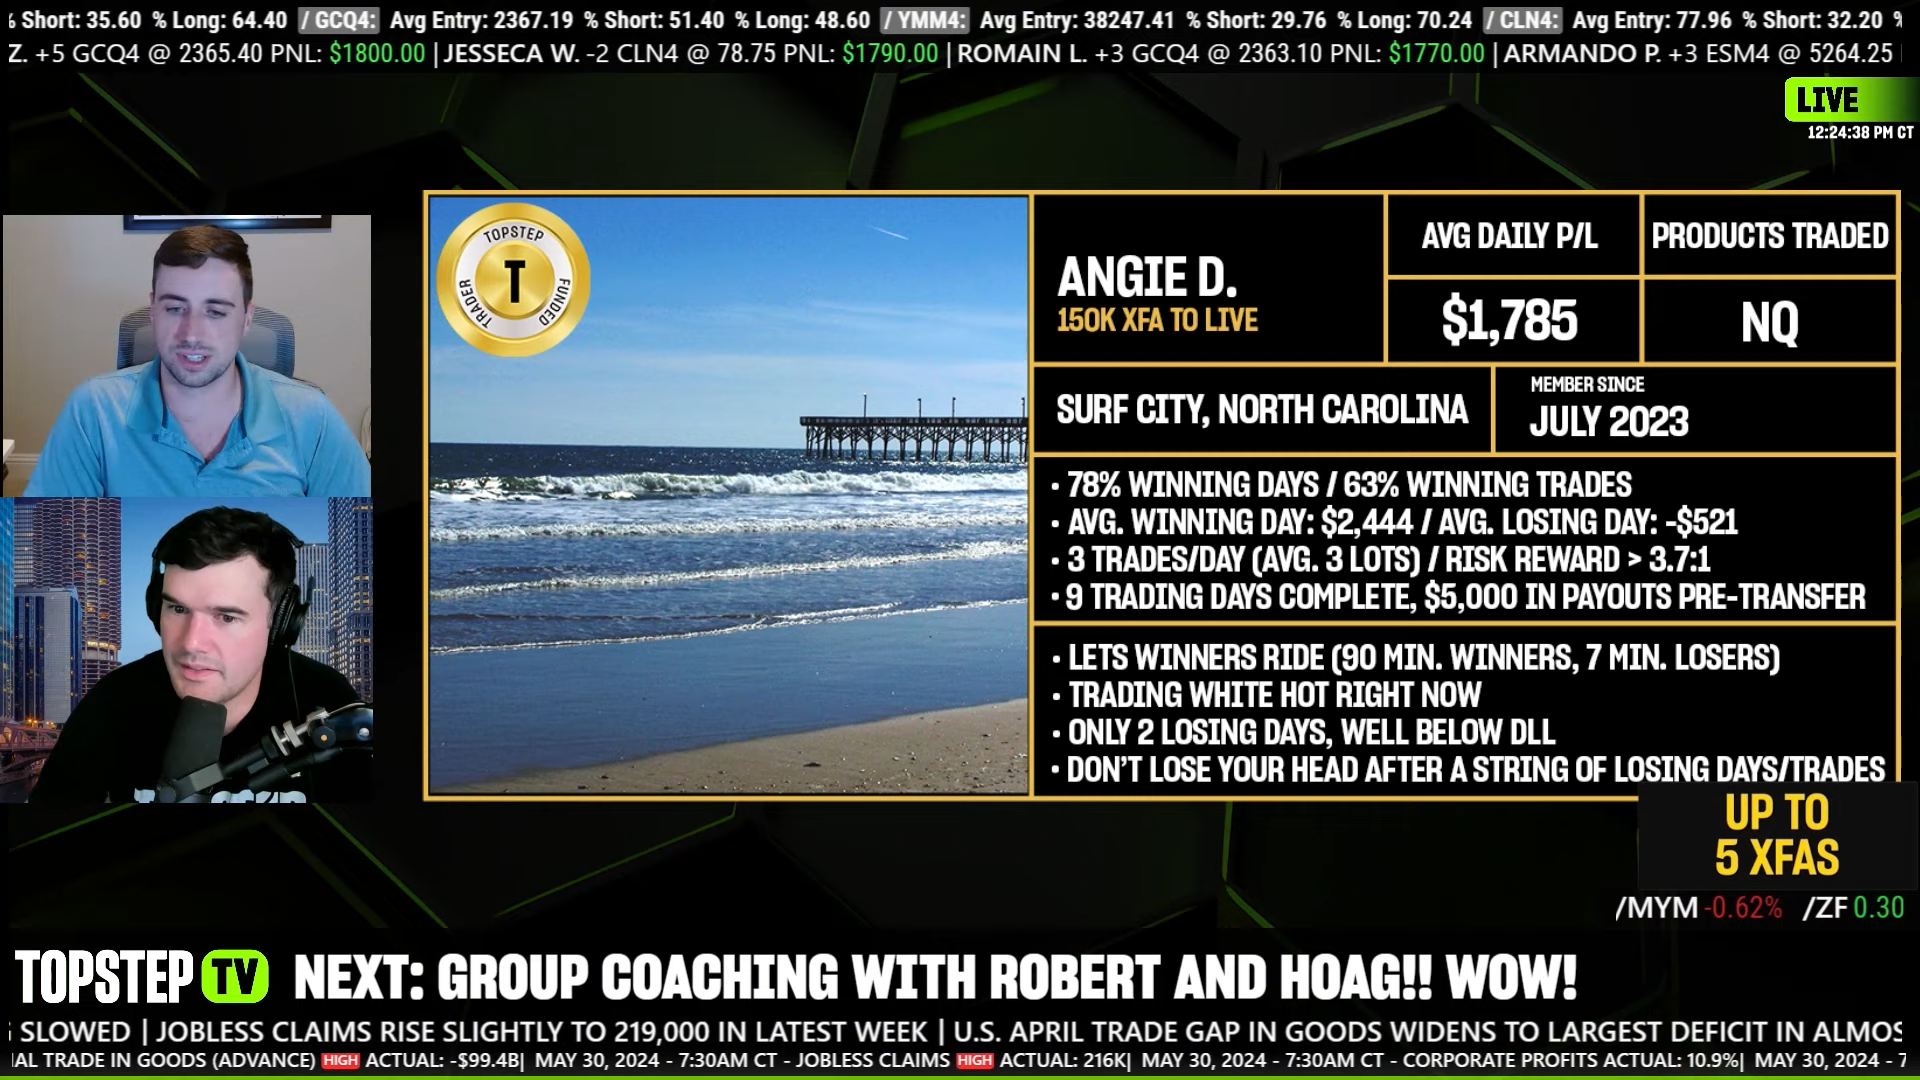 % Short: 35.60 % Long: 64.40 / GCQ4: Avg Entry: 2367.19 % Short: 51.40 % Long: 48.60 / YMM4: Avg Entry: 38247.41 % Short: 29.76 % Long: 70.24 / CLN4: Avg Entry: 77.96 % Short: 32.20 %
Z. +5 GCQ4 @ 2365.40 PNL: $1800.00 | JESSECA W. -2 CLN4 @ 78.75 PNL: $1790.00 | ROMAIN L. +3 GCQ4 @ 2363.10 PNL: $1770.00 | ARMANDO P. +3 ESM4 @ 5264.25
LIVE
12:24:38 PM CT
TOPSTEP
T
FUNDED
TRADER
ANGIE D.
150K XFA TO LIVE
AVG DAILY P/L
$1,785
PRODUCTS TRADED
NQ
SURF CITY, NORTH CAROLINA
MEMBER SINCE
JULY 2023
· 78% WINNING DAYS / 63% WINNING TRADES
· AVG. WINNING DAY: $2,444 / AVG. LOSING DAY: -$521
· 3 TRADES/DAY (AVG. 3 LOTS) / RISK REWARD > 3.7:1
· 9 TRADING DAYS COMPLETE, $5,000 IN PAYOUTS PRE-TRANSFER
· LETS WINNERS RIDE (90 MIN. WINNERS, 7 MIN. LOSERS)
· TRADING WHITE HOT RIGHT NOW
· ONLY 2 LOSING DAYS, WELL BELOW DLL
· DON'T LOSE YOUR HEAD AFTER A STRING OF LOSING DAYS/TRADES
UP TO
5 XFAS
/MYM -0.62% /ZF 0.30
TOPSTEP TV NEXT: GROUP COACHING WITH ROBERT AND HOAG!! WOW!
SLOWED | JOBLESS CLAIMS RISE SLIGHTLY TO 219,000 IN LATEST WEEK | U.S. APRIL TRADE GAP IN GOODS WIDENS TO LARGEST DEFICIT IN ALMOS
IAL TRADE IN GOODS (ADVANCE) HIGH ACTUAL: -$99.4B| MAY 30, 2024 - 7:30AM CT - JOBLESS CLAIMS HIGH ACTUAL: 216K| MAY 30, 2024 - 7:30AM CT - CORPORATE PROFITS ACTUAL: 10.9%| MAY 30, 2024 - 7